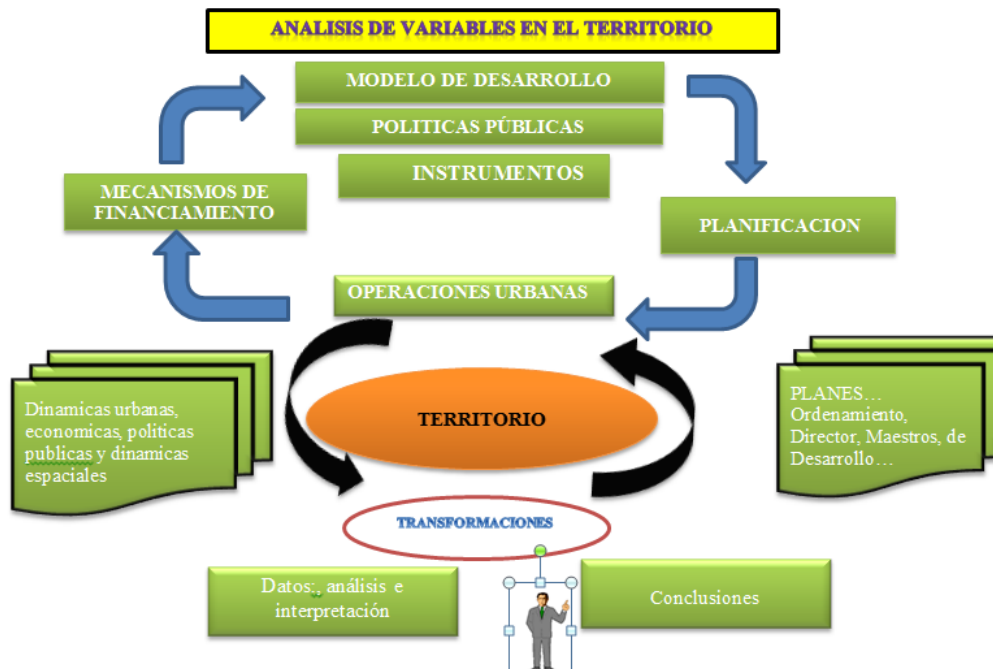 ANALISIS DE VARIABLES EN EL TERRITORIO
MODELO DE DESARROLLO
POLITICAS PÚBLICAS
INSTRUMENTOS
MECANISMOS DE
FINANCIAMIENTO
PLANIFICACION
OPERACIONES URBANAS
Dinamicas urbanas,
economicas, politicas
publicas y dinamicas
espaciales
TERRITORIO
PLANES…
Ordenamiento,
Director, Maestros, de
Desarrollo…
TRANSFORMACIONES
Datos:, análisis e
interpretación
Conclusiones